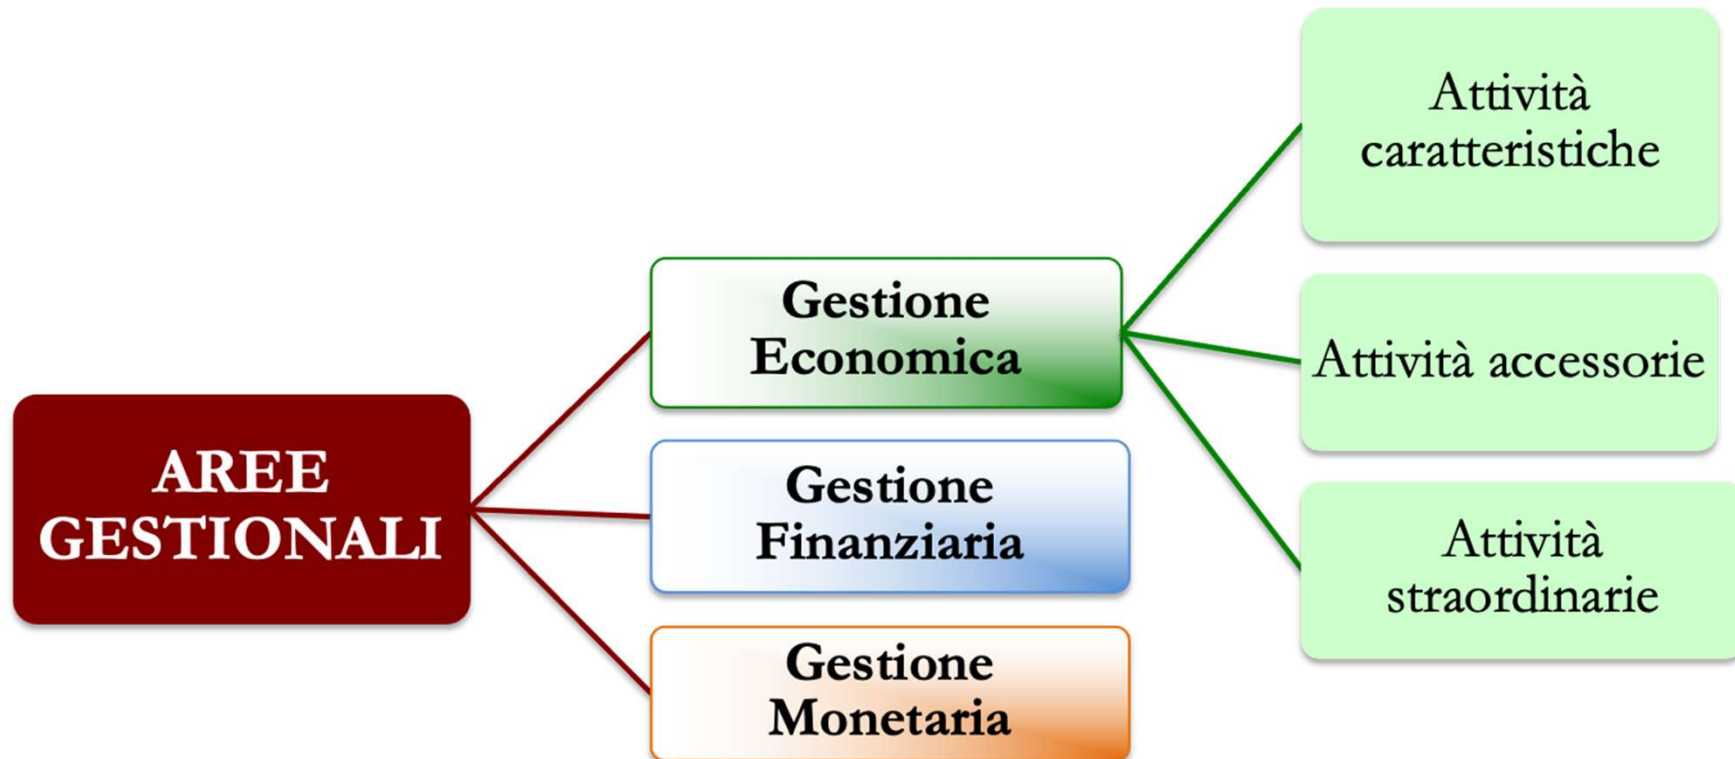 AREE
GESTIONALI
Gestione
Economica
Gestione
Finanziaria
Gestione
Monetaria
Attività
caratteristiche
Attività accessorie
Attività
straordinarie